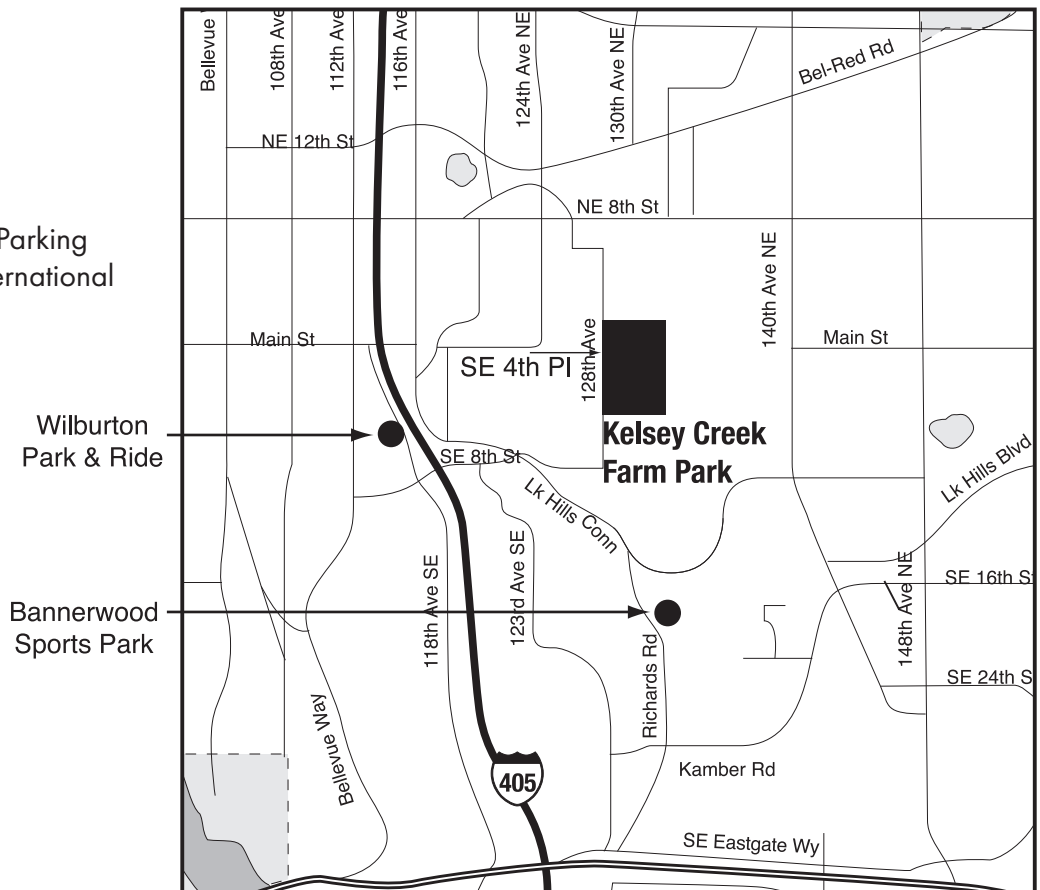 Bellevue
108th Ave
112th Ave
116th Ave
124th Ave NE
130th Ave NE
Bel-Red Rd
NE 12th St
NE 8th St
Parking
ernational
140th Ave NE
Main St
128th Ave
Main St
SE 4th Pl
Wilburton
Park & Ride
Kelsey Creek
Farm Park
SE 8th St
Lk Hills Blvd
Lk Hills Conn
118th Ave SE
123rd Ave SE
148th Ave NE
SE 16th S
Bannerwood
Sports Park
Richards Rd
SE 24th S
Bellevue Way
405
Kamber Rd
SE Eastgate Wy